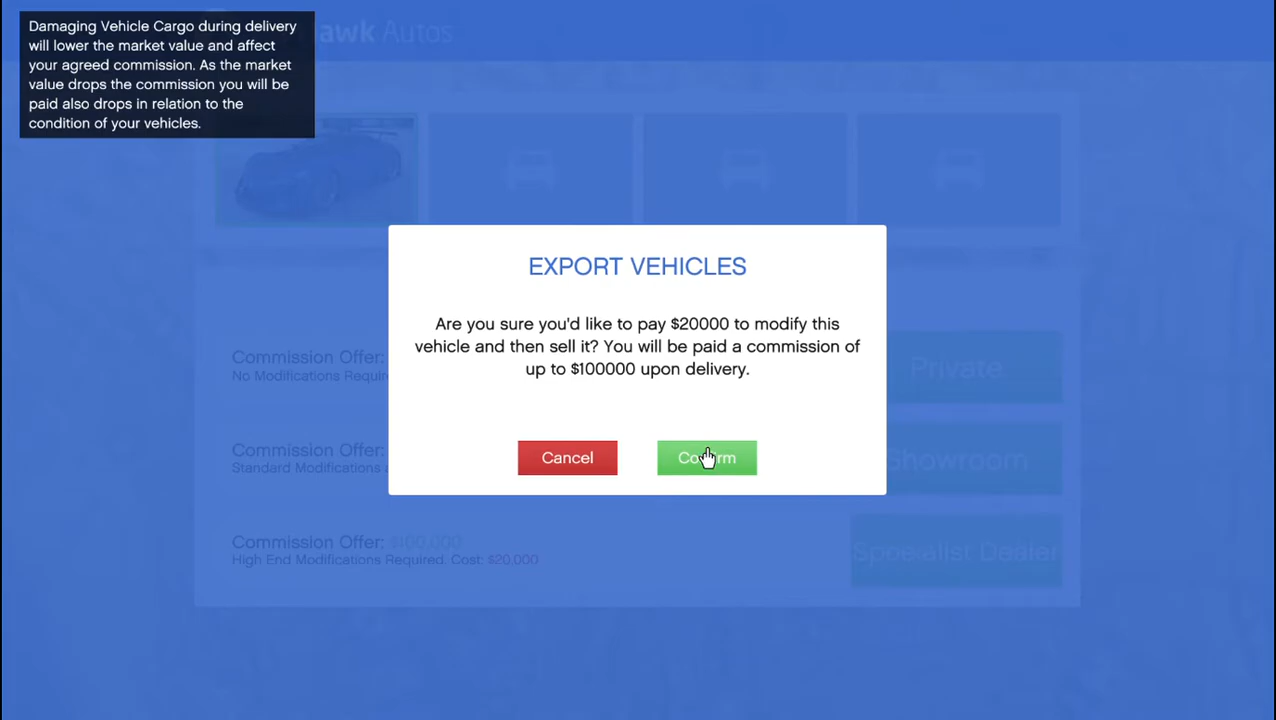 Damaging Vehicle Cargo during delivery
will lower the market value and affect
your agreed commission. As the market
value drops the commission you will be
paid also drops in relation to the
condition of your vehicles.
awk Autos
EXPORT VEHICLES
Are you sure you'd like to pay $20000 to modify this
vehicle and then sell it? You will be paid a commission of
up to $100000 upon delivery.
Cancel
Confirm
Commission Offer:
No Modifications Require
Private
Commission Offer:
Standard Modifications
Showroom
Commission Offer: $100,000
High End Modifications Required. Cost: $20,000
Specialist Dealer